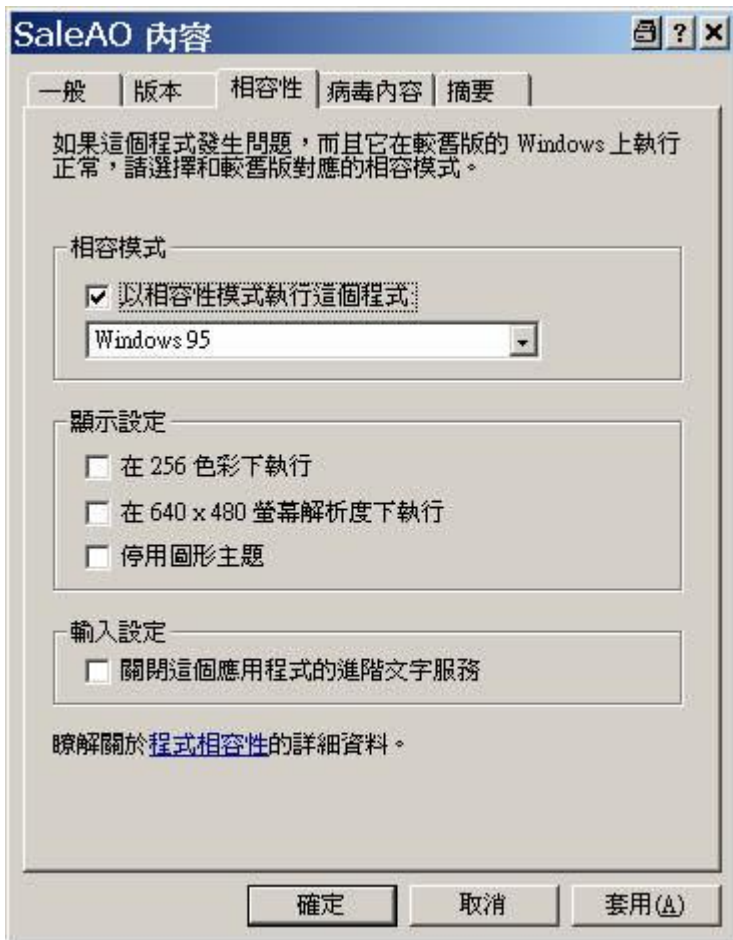 SaleAO 內容
一般 版本 相容性 病毒內容 摘要
如果這個程式發生問題，而且它在較舊版的 Windows 上執行
正常，請選擇和較舊版對應的相容模式。
相容模式
以相容性模式執行這個程式
Windows 95
顯示設定
在 256 色彩下執行
在 640 x 480 螢幕解析度下執行
停用圖形主題
輸入設定
關閉這個應用程式的進階文字服務
瞭解關於程式相容性的詳細資料。
確定 取消 套用(A)